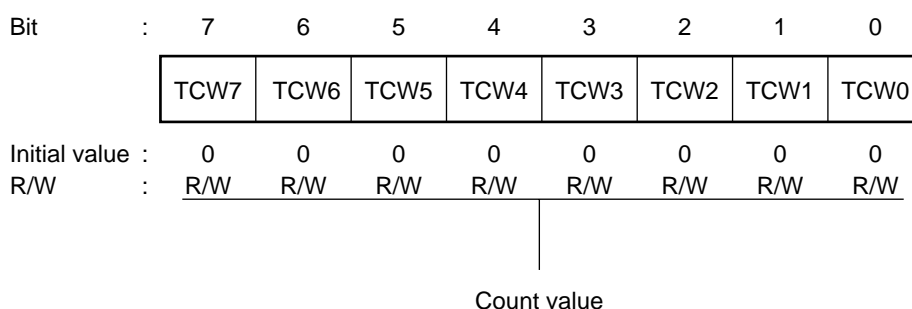 Bit : 7 6 5 4 3 2 1 0
TCW7 TCW6 TCW5 TCW4 TCW3 TCW2 TCW1 TCW0
Initial value : 0 0 0 0 0 0 0 0
R/W : R/W R/W R/W R/W R/W R/W R/W R/W
Count value